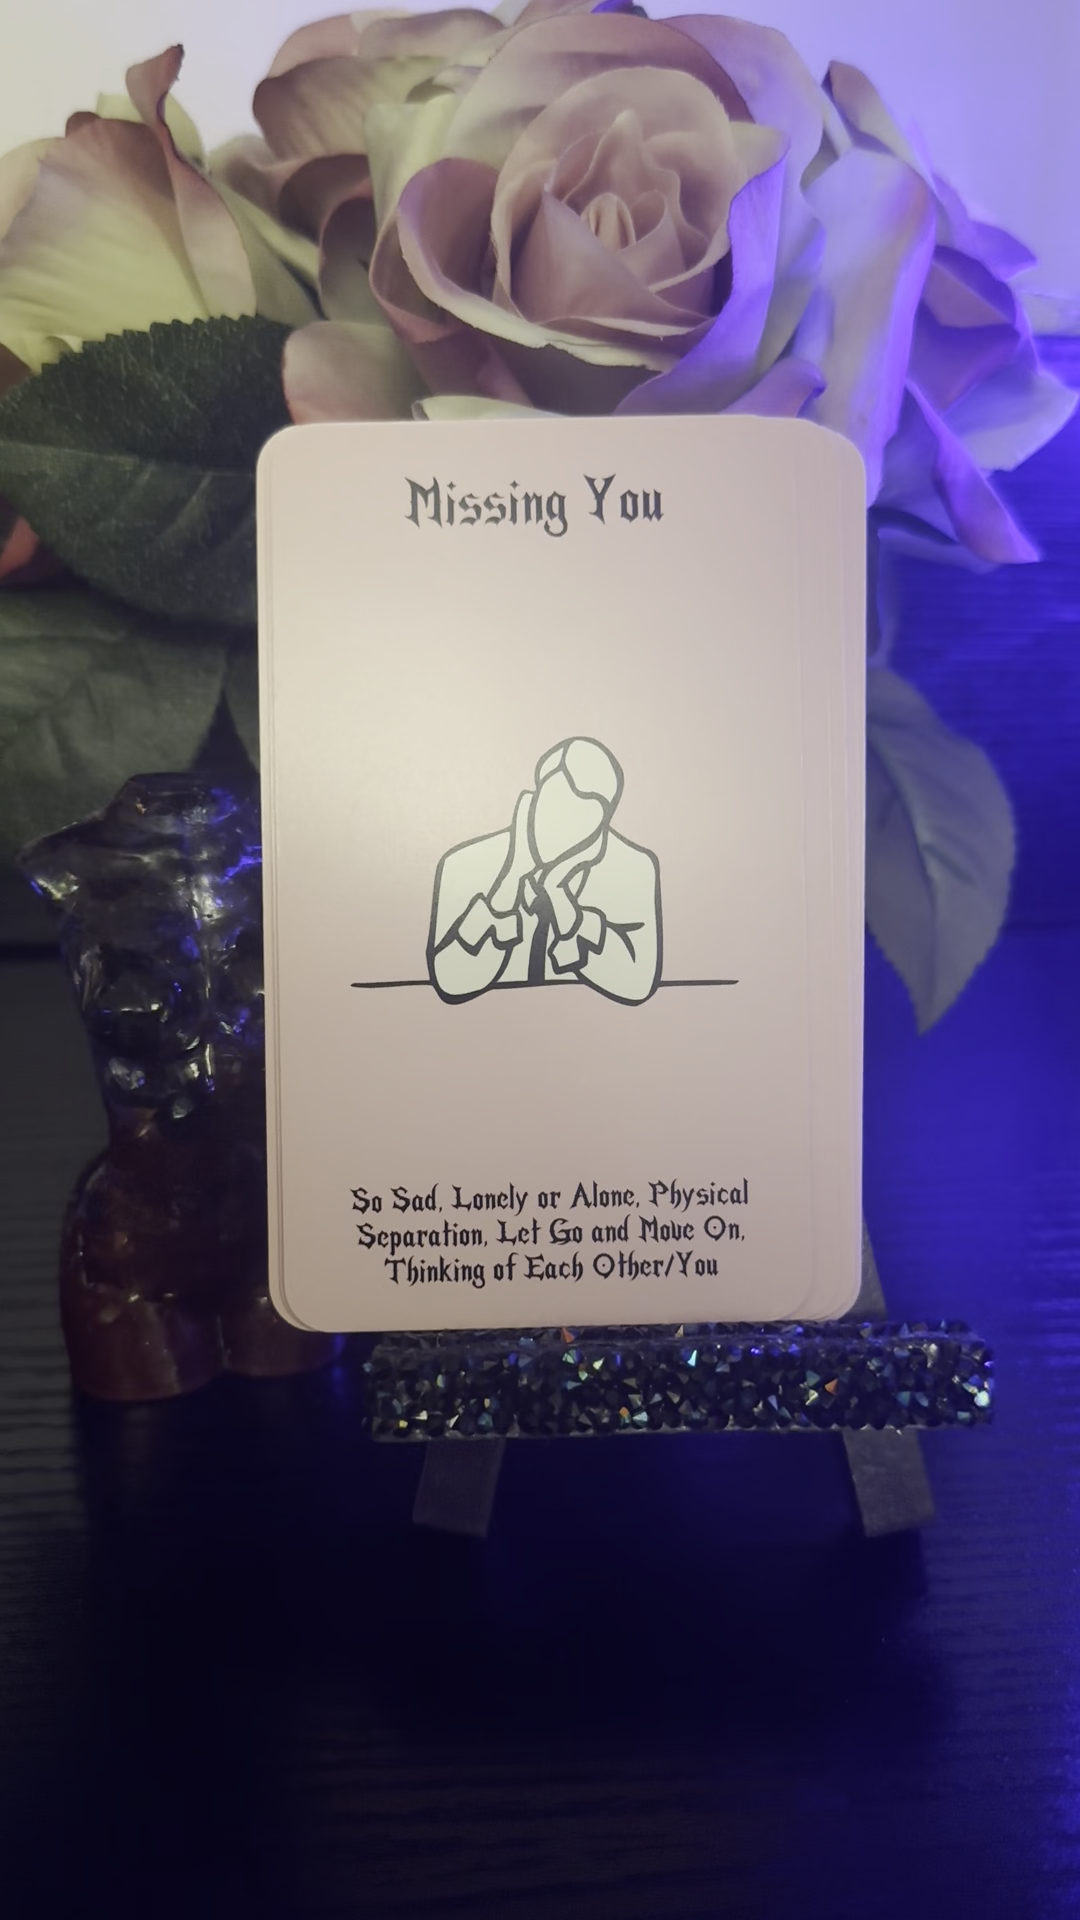 Missing You
So Sad, Lonely or Alone, Physical
Separation, Let Go and Move On,
Thinking of Each Other/You